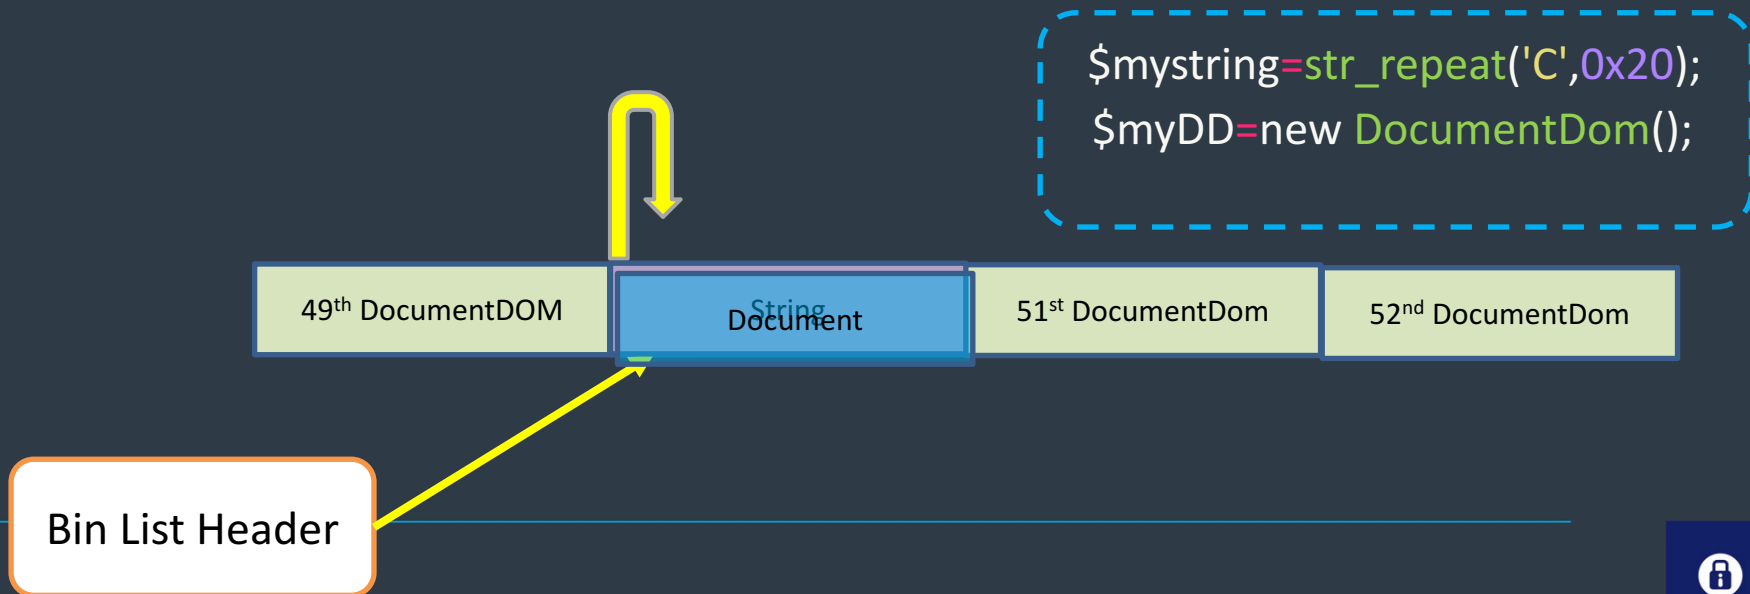 $mystring=str_repeat('C',0x20);
$myDD=new DocumentDom();
49th DocumentDOM
String
Document
51st DocumentDom
52nd DocumentDom
Bin List Header